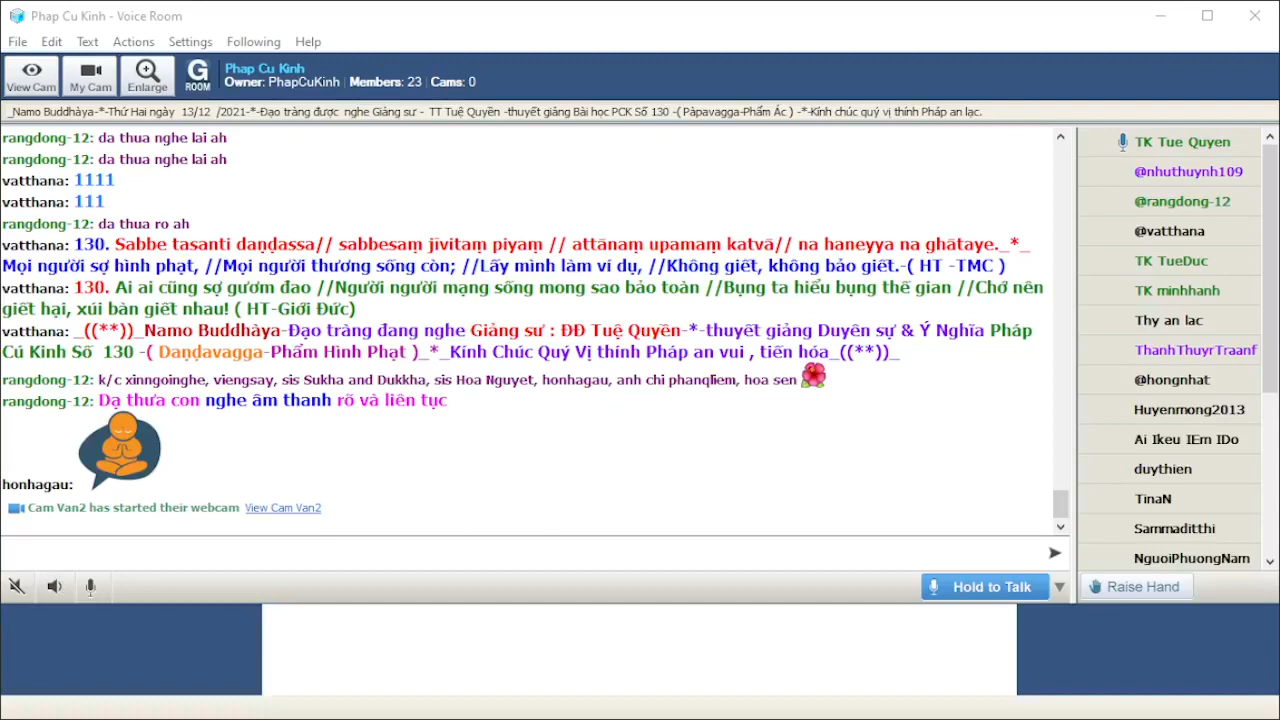 Phap Cu Kinh - Voice Room
File Edit Text Actions Settings Following Help
View Cam My Cam Enlarge G ROOM
Phap Cu Kinh
Owner: PhapCuKinh | Members: 23 | Cams: 0
_Namo Buddhàya-*-Thứ Hai ngày 13/12 /2021-*-Đạo tràng được nghe Giảng sư - TT Tuệ Quyền -thuyết giảng Bài học PCK Số 130 -( Pàpavagga-Phẩm Ác ) -*-Kính chúc quý vị thính Pháp an lạc.
rangdong-12: da thua nghe lai ah
rangdong-12: da thua nghe lai ah
vatthana: 1111
vatthana: 111
rangdong-12: da thua ro ah
vatthana: 130. Sabbe tasanti daṇḍassa// sabbesaṃ jīvitaṃ piyaṃ // attānaṃ upamaṃ katvā// na haneyya na ghātaye._*_
Mọi người sợ hình phạt, //Mọi người thương sống còn; //Lấy mình làm ví dụ, //Không giết, không bảo giết.-( HT -TMC )
vatthana: 130. Ai ai cũng sợ gươm đao //Người người mạng sống mong sao bảo toàn //Bụng ta hiểu bụng thế gian //Chớ nên
giết hại, xúi bàn giết nhau! ( HT-Giới Đức)
vatthana: _((**))_Namo Buddhàya-Đạo tràng đang nghe Giảng sư : ĐĐ Tuệ Quyền-*-thuyết giảng Duyên sự & Ý Nghĩa Pháp
Cú Kinh Số 130 -( Daṇḍavagga-Phẩm Hình Phạt )_*_Kính Chúc Quý Vị thính Pháp an vui , tiến hóa_((**))_
rangdong-12: k/c xinngoinghe, viengsay, sis Sukha and Dukkha, sis Hoa Nguyet, honhagau, anh chi phanqliem, hoa sen
rangdong-12: Dạ thưa con nghe âm thanh rõ và liên tục
honhagau:
Cam Van2 has started their webcam View Cam Van2
TK Tue Quyen
@nhuthuynh109
@rangdong-12
@vatthana
TK TueDuc
TK minhhanh
Thy an lac
ThanhThuyrTraanf
@hongnhat
Huyenmong2013
Ai Ikeu IEm IDo
duythien
TinaN
Sammaditthi
NguoiPhuongNam
Hold to Talk
Raise Hand